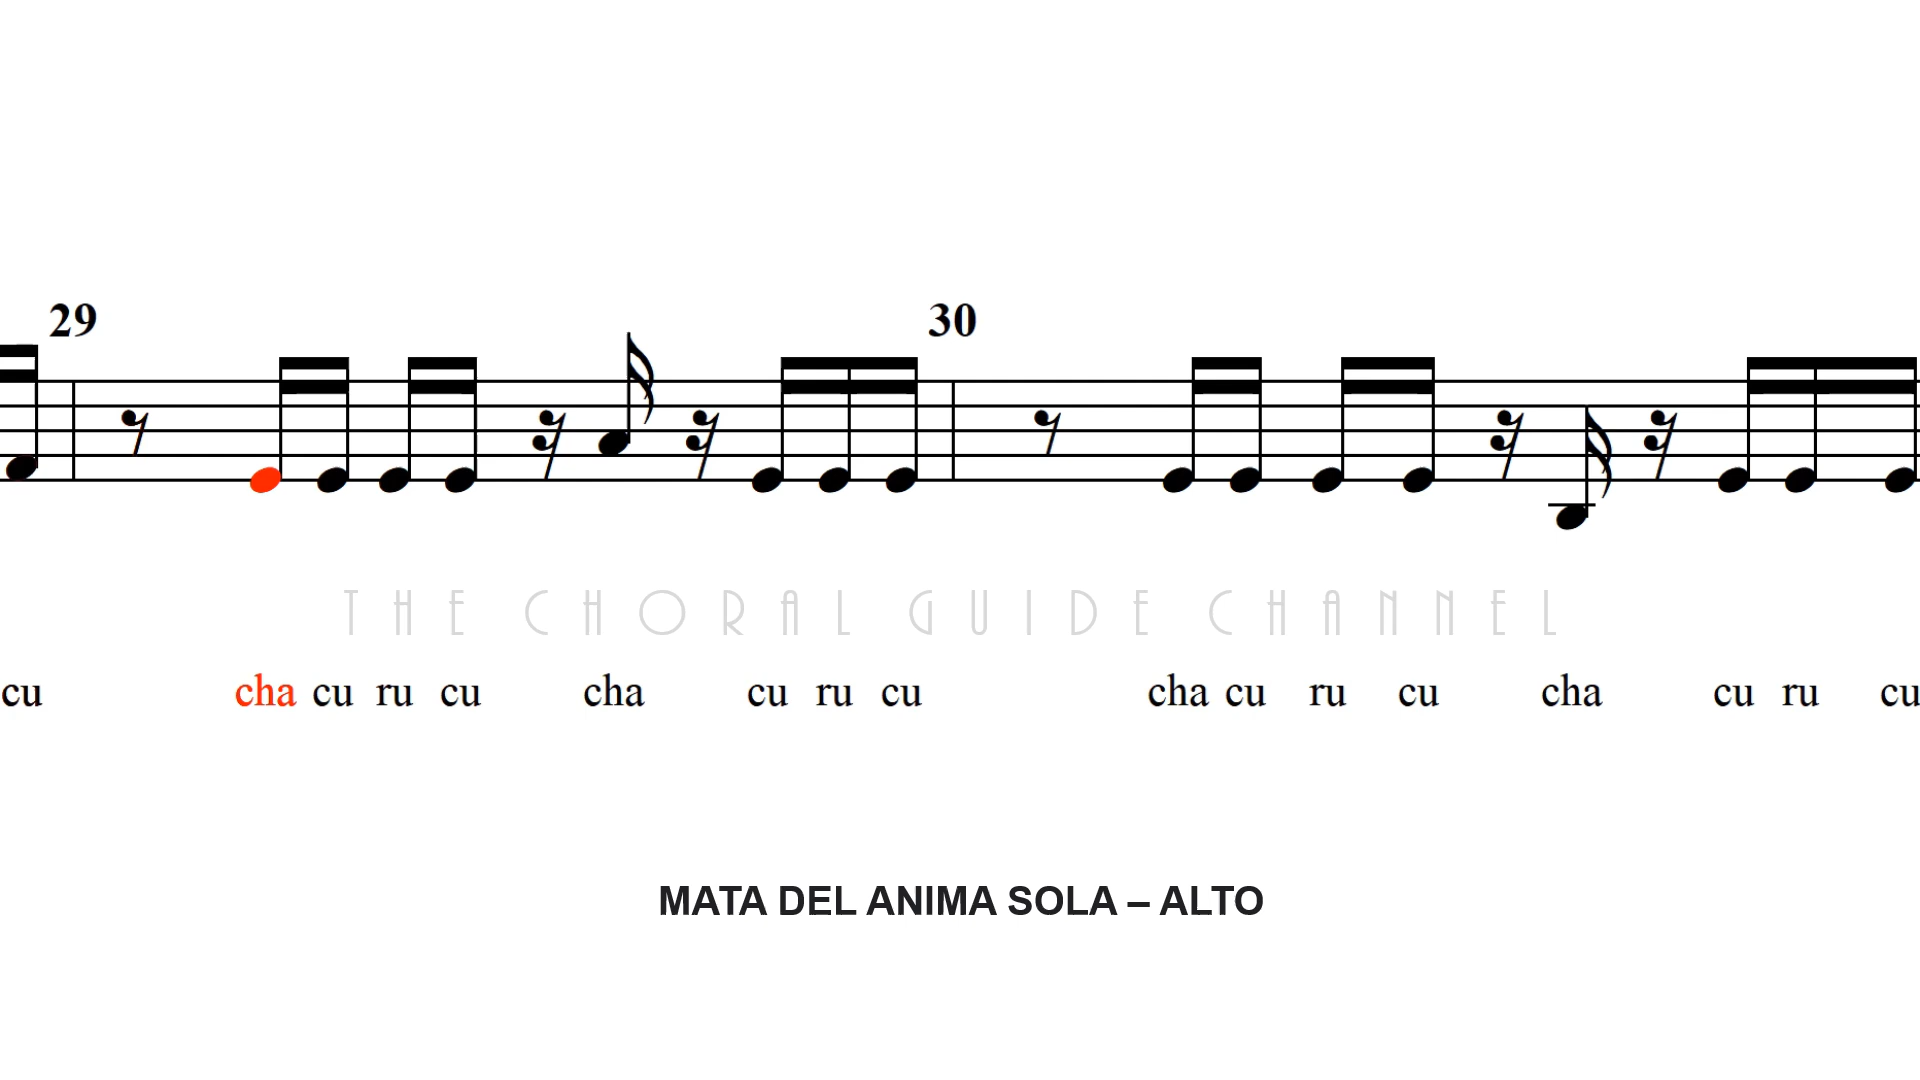 29 30
THE CHORAL GUIDE CHANNEL
cu cha cu ru cu cha cu ru cu cha cu ru cu cha cu ru cu
MATA DEL ANIMA SOLA – ALTO